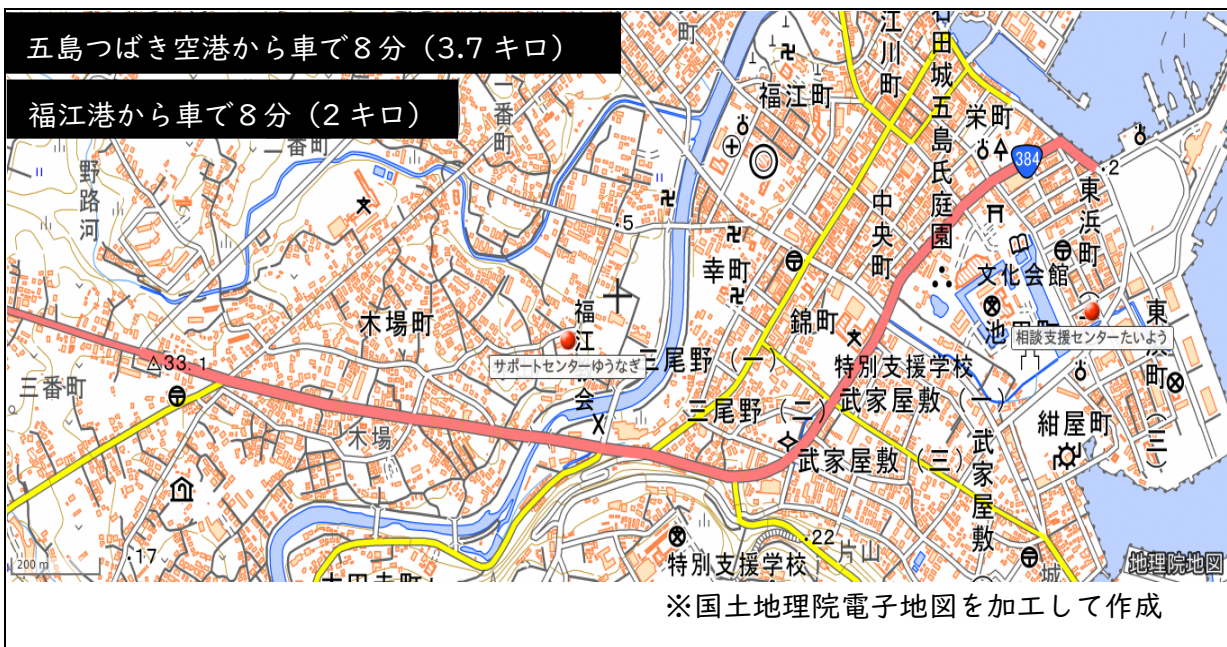 五島つばき空港から車で８分（3.7 キロ）
福江港から車で８分（2 キロ）
二番町
一番町
町
福江町
江川町
石田城五島氏庭園
栄町
384
野路河
.5
.2
東浜町
中央町
幸町
文化会館
錦町
木場町
福江
会
池田町
相談支援センターたいよう
サポートセンターゆうなぎ
三尾野（一）
特別支援学校
33.1
三番町
三尾野（二）
武家屋敷（一）
紺屋町
木場
武家屋敷（三）
武家屋敷
.17
.22
片山
特別支援学校
城
200 m
地理院地図
※国土地理院電子地図を加工して作成